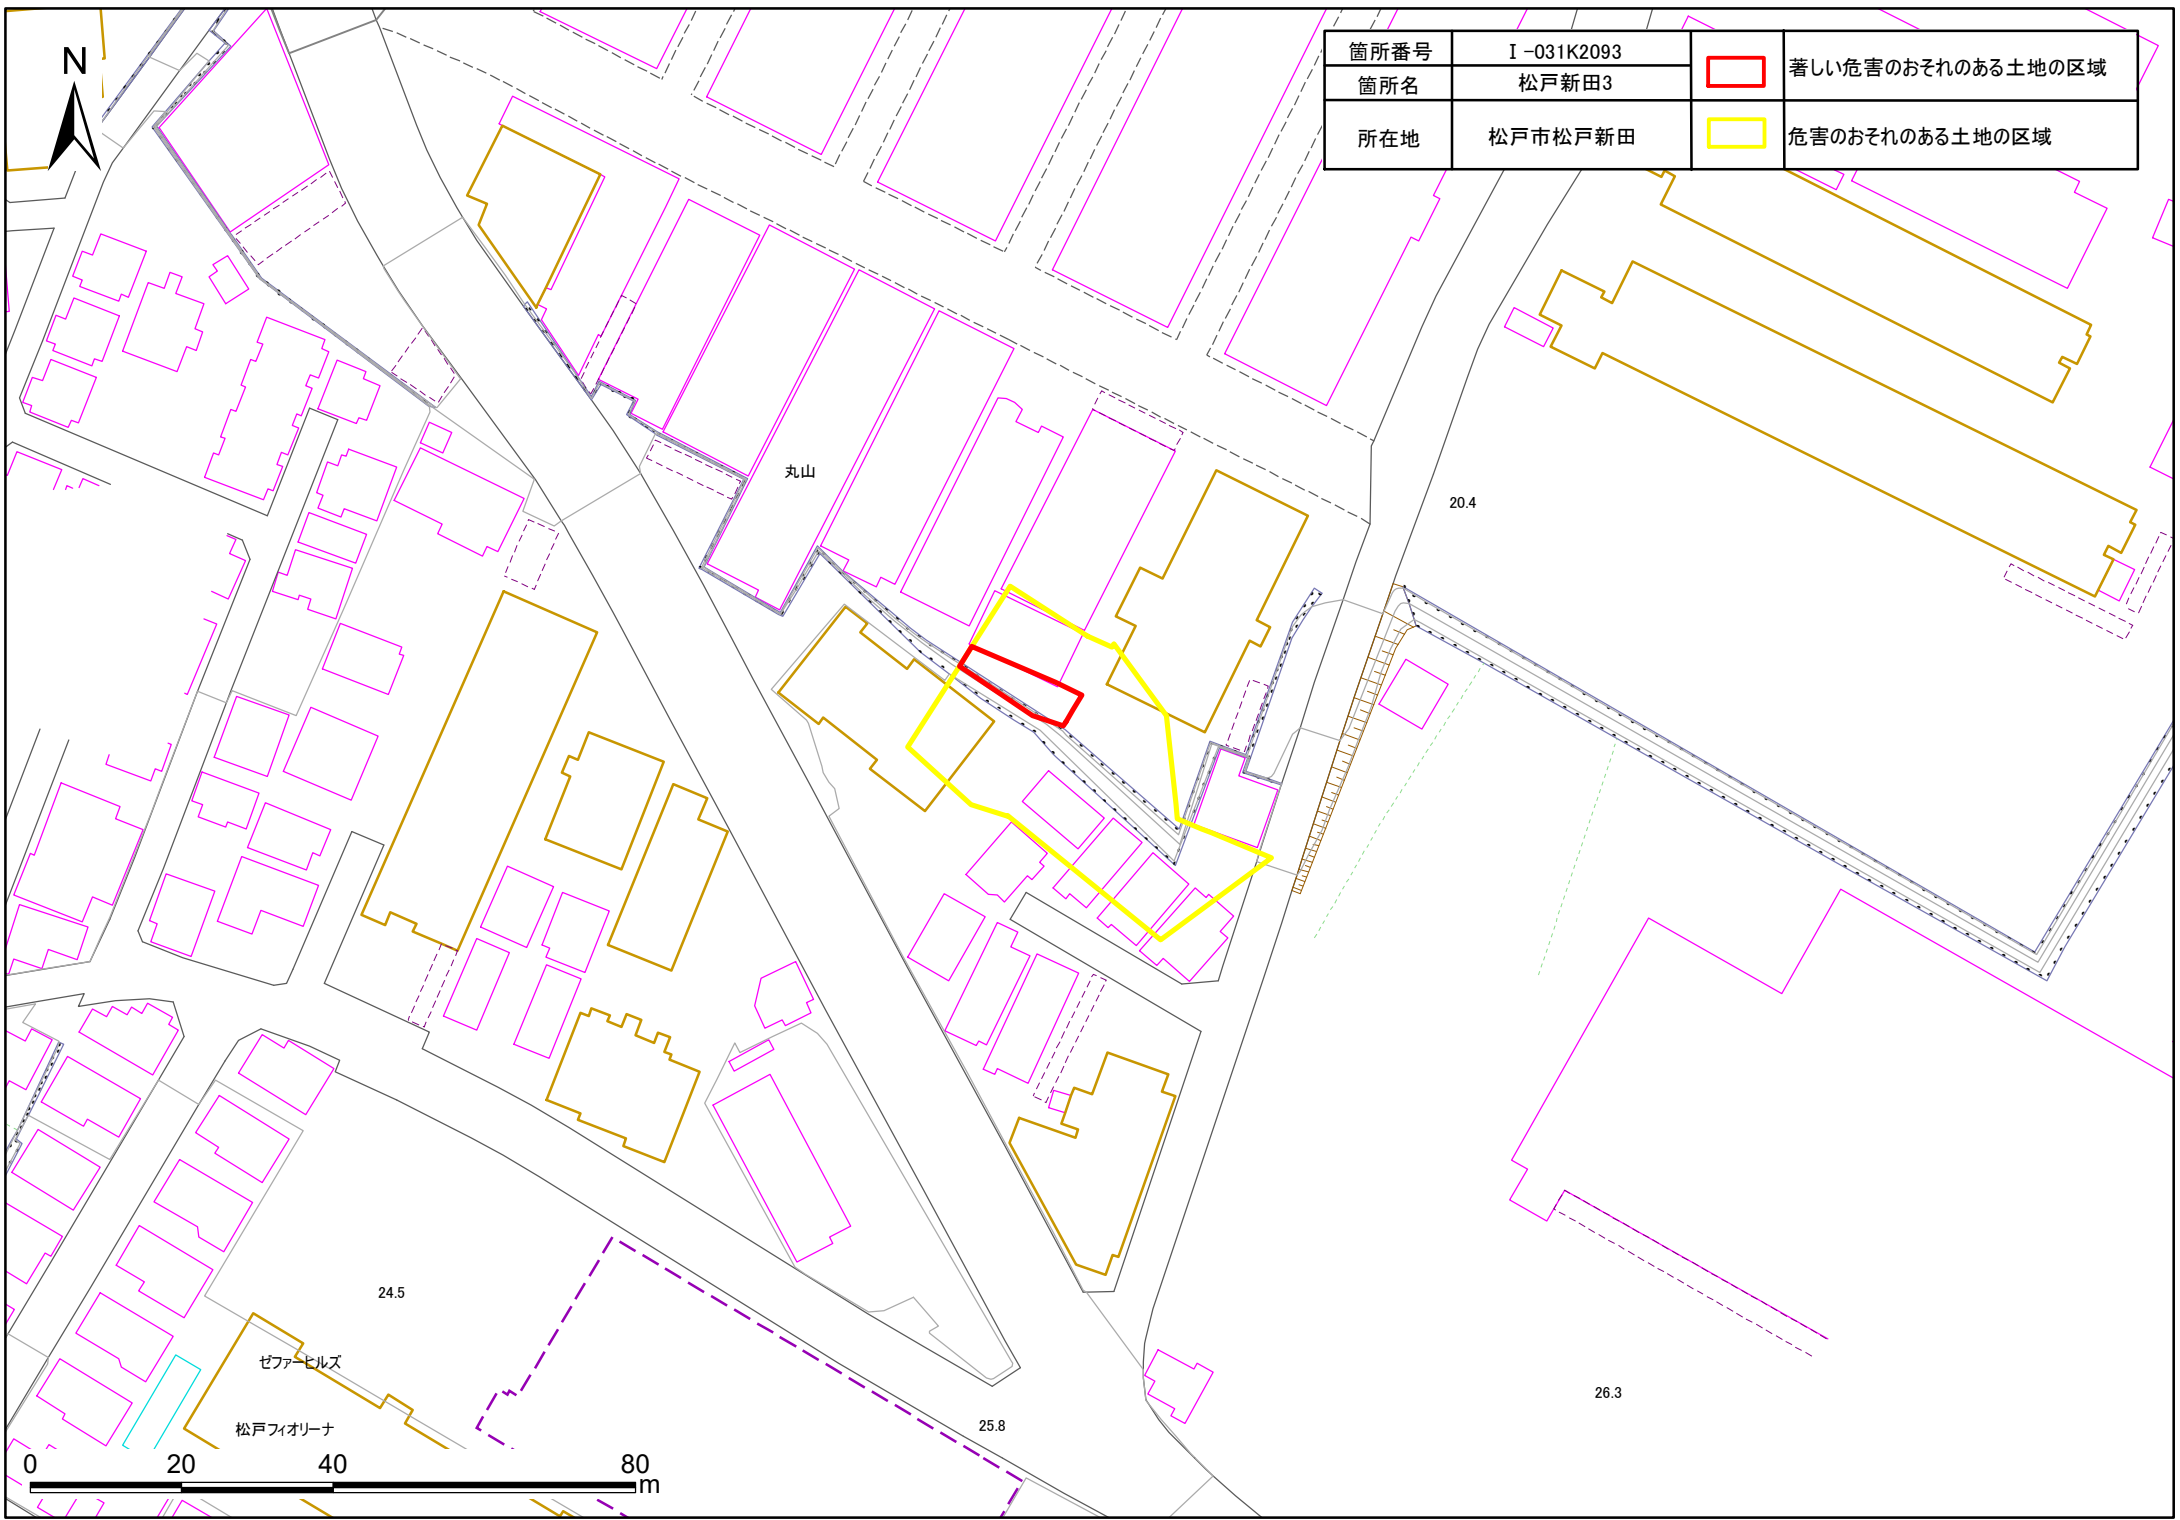 N
箇所番号 Ⅰ-031K2093
著しい危害のおそれのある土地の区域
箇所名 松戸新田3
所在地 松戸市松戸新田
危害のおそれのある土地の区域
丸山
20.4
24.5
ゼファーヒルズ
26.3
松戸フィオリーナ
25.8
0 20 40 80
m